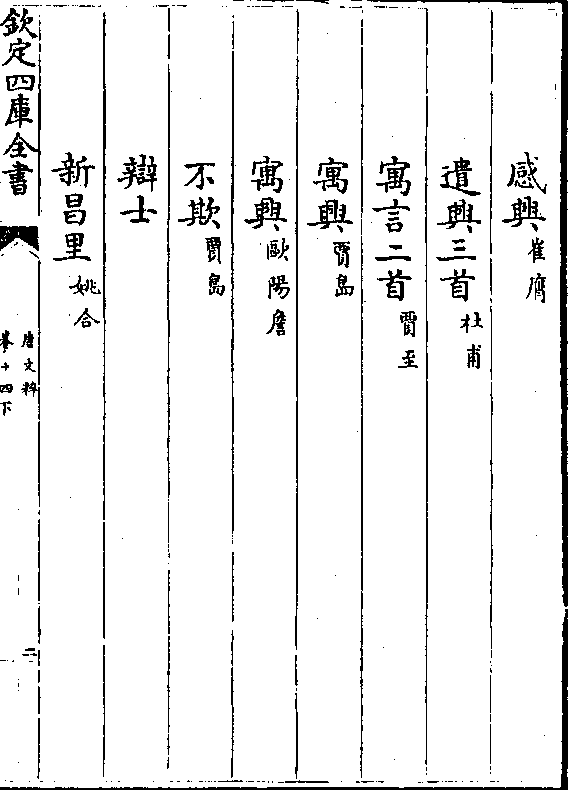 感興崔膺
遣興三首杜甫
寓言二首賈至
寓興賈島
寓興歐陽詹
不欺賈島
辯士
新昌里姚合
欽定四庫全書
唐文粹
卷十四下
二